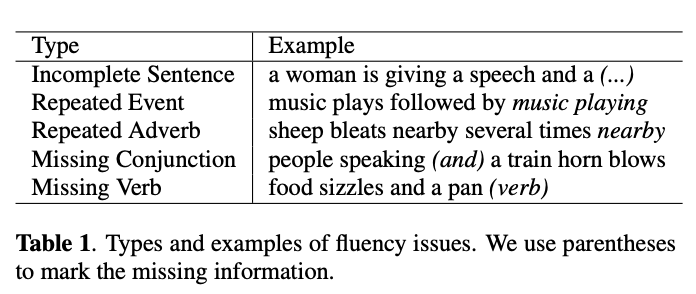 Type Example
Incomplete Sentence a woman is giving a speech and a (...)
Repeated Event music plays followed by music playing
Repeated Adverb sheep bleats nearby several times nearby
Missing Conjunction people speaking (and) a train horn blows
Missing Verb food sizzles and a pan (verb)
Table 1. Types and examples of fluency issues. We use parentheses
to mark the missing information.